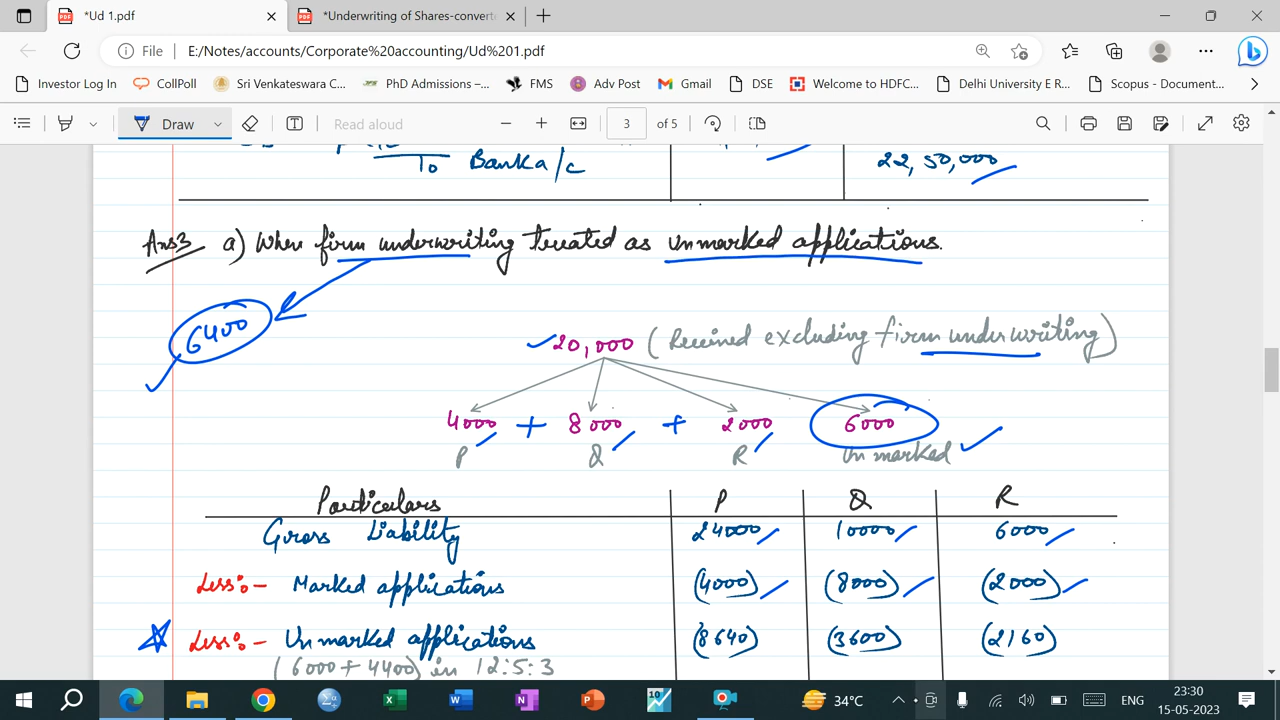 *Ud 1.pdf
*Underwriting of Shares-converte
File
E:/Notes/accounts/Corporate%20accounting/Ud%201.pdf
Investor Log In
CollPoll
Sri Venkateswara C...
PhD Admissions –...
FMS
Adv Post
Gmail
DSE
Welcome to HDFC...
Delhi University E R...
Scopus - Document...
Draw
Read aloud
3 of 5
To Bank a/c
22,50,000
Ans3 a) When firm underwriting treated as unmarked applications.
6400
20,000 (Received excluding firm underwriting)
4000 + 8000 + 2000 6000
P Q R Un marked
Particulars P Q R
Gross Liability 24000 10000 6000
Less:- Marked applications (4000) (8000) (2000)
Less:- Unmarked applications (8640) (3600) (2160)
(6000+4400) in 12:5:3
34°C
ENG
23:30
15-05-2023